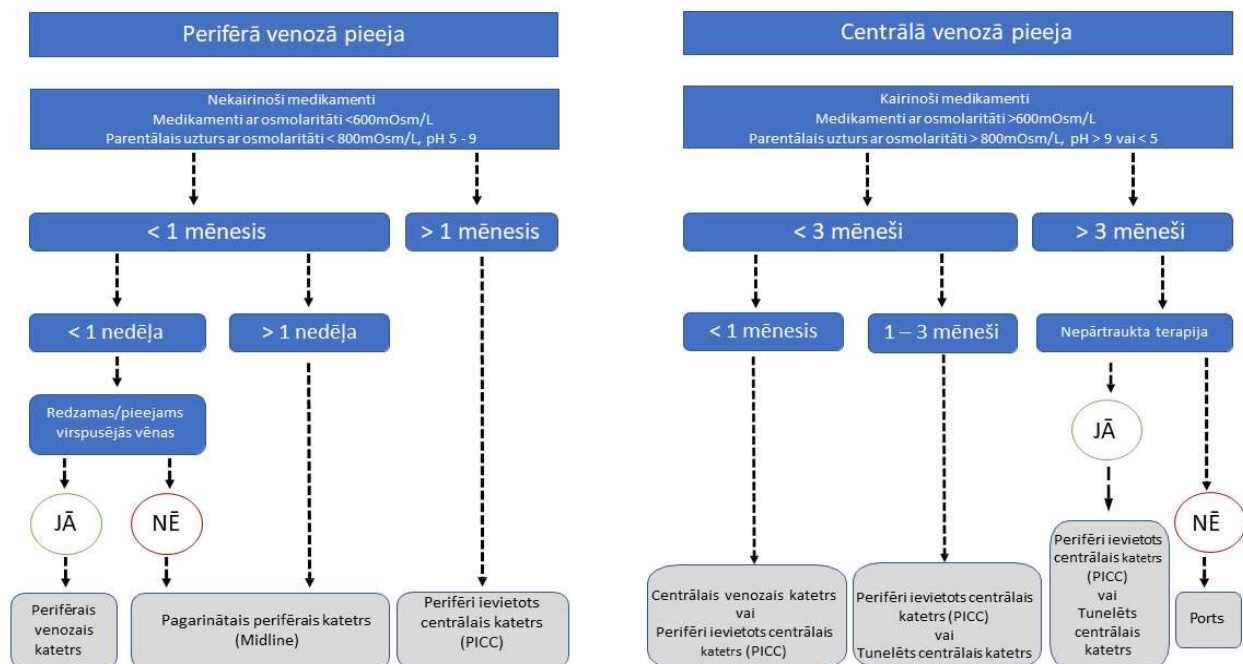 Perifērā venozā pieeja
Nekairinoši medikamenti
Medikamenti ar osmolaritāti <600mOsm/L
Parentālais uzturs ar osmolaritāti < 800mOsm/L, pH 5 - 9
< 1 mēnesis
> 1 mēnesis
< 1 nedēļa
> 1 nedēļa
Redzamas/pieejams
virspusējās vēnas
JĀ
NĒ
Perifērais
venozais
katetrs
Pagarinātais perifērais katetrs
(Midline)
Perifēri ievietots
centrālais katetrs
(PICC)
Centrālā venozā pieeja
Kairinoši medikamenti
Medikamenti ar osmolaritāti >600mOsm/L
Parentālais uzturs ar osmolaritāti > 800mOsm/L, pH > 9 vai < 5
< 3 mēneši
> 3 mēneši
< 1 mēnesis
1 – 3 mēneši
Nepārtraukta terapija
JĀ
NĒ
Centrālais venozais katetrs
vai
Perifēri ievietots centrālais
katetrs (PICC)
Perifēri ievietots centrālais
katetrs (PICC)
vai
Tunelēts centrālais katetrs
Perifēri ievietots
centrālais katetrs
(PICC)
vai
Tunelēts
centrālais
katetrs
Ports